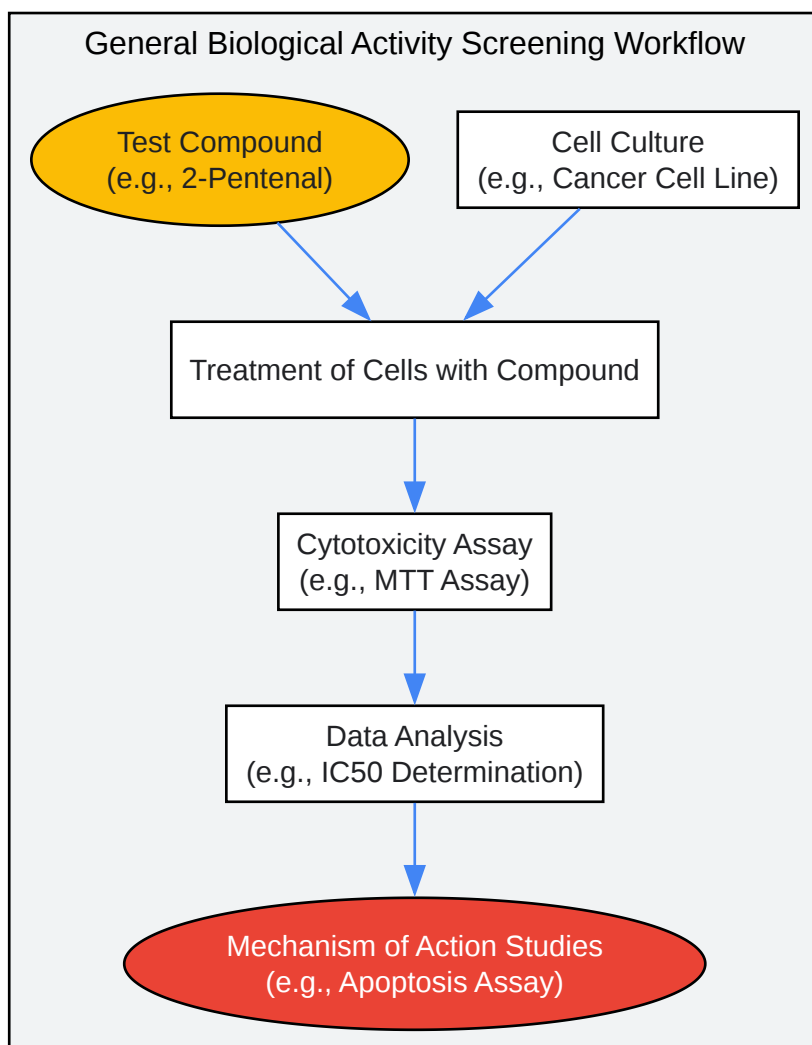 General Biological Activity Screening Workflow
Test Compound
(e.g., 2-Pentenal)
Cell Culture
(e.g., Cancer Cell Line)
Treatment of Cells with Compound
Cytotoxicity Assay
(e.g., MTT Assay)
Data Analysis
(e.g., IC50 Determination)
Mechanism of Action Studies
(e.g., Apoptosis Assay)